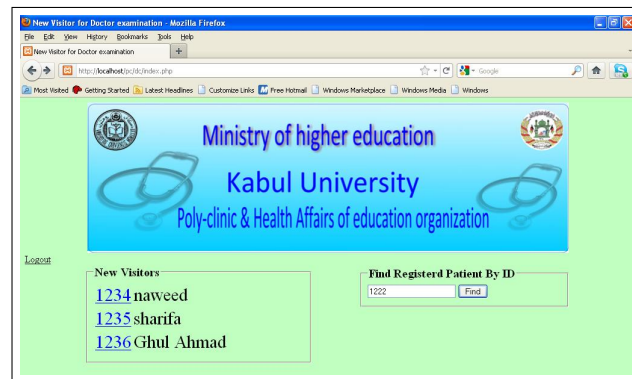 New Visitor for Doctor examination - Mozilla Firefox
File Edit View History Bookmarks Tools Help
New Visitor for Doctor examination +
http://localhost/pc/dc/index.php Google
Most Visited Getting Started Latest Headlines Customize Links Free Hotmail Windows Marketplace Windows Media Windows
Ministry of higher education
Kabul University
Poly-clinic & Health Affairs of education organization
Logout
New Visitors
1234 naweed
1235 sharifa
1236 Ghul Ahmad
Find Registerd Patient By ID
1222 Find